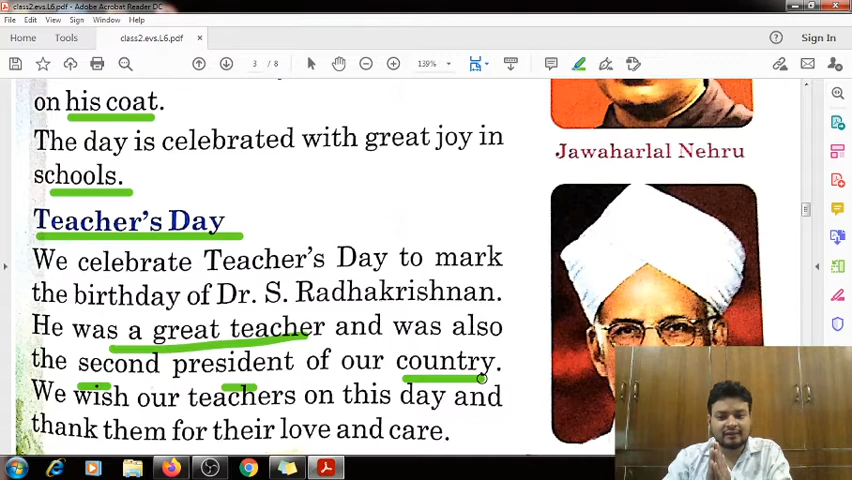 class2.evs.L6.pdf - Adobe Acrobat Reader DC
File Edit View Sign Window Help
Home Tools class2.evs.L6.pdf × Sign In
3 / 8 139%
on his coat.
The day is celebrated with great joy in
schools.
Jawaharlal Nehru
Teacher's Day
We celebrate Teacher's Day to mark
the birthday of Dr. S. Radhakrishnan.
He was a great teacher and was also
the second president of our country.
We wish our teachers on this day and
thank them for their love and care.